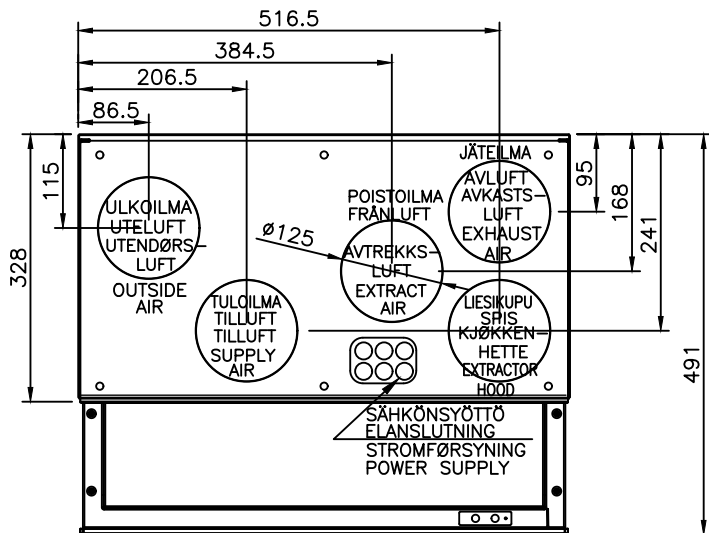 516.5
384.5
206.5
86.5
115
328
95
168
241
491
JÄTEILMA
AVLUFT
AVKASTS-
LUFT
EXHAUST
AIR
ULKOILMA
UTELUFT
UTENDØRS-
LUFT
OUTSIDE
AIR
POISTOILMA
FRÅNLUFT
AVTREKKS-
LUFT
EXTRACT
AIR
Ø125
TULOILMA
TILLUFT
TILLUFT
SUPPLY
AIR
LIESIKUPU
SPIS
KJØKKEN-
HETTE
EXTRACTOR
HOOD
SÄHKÖNSYÖTTÖ
ELANSLUTNING
STROMFØRSYNING
POWER SUPPLY